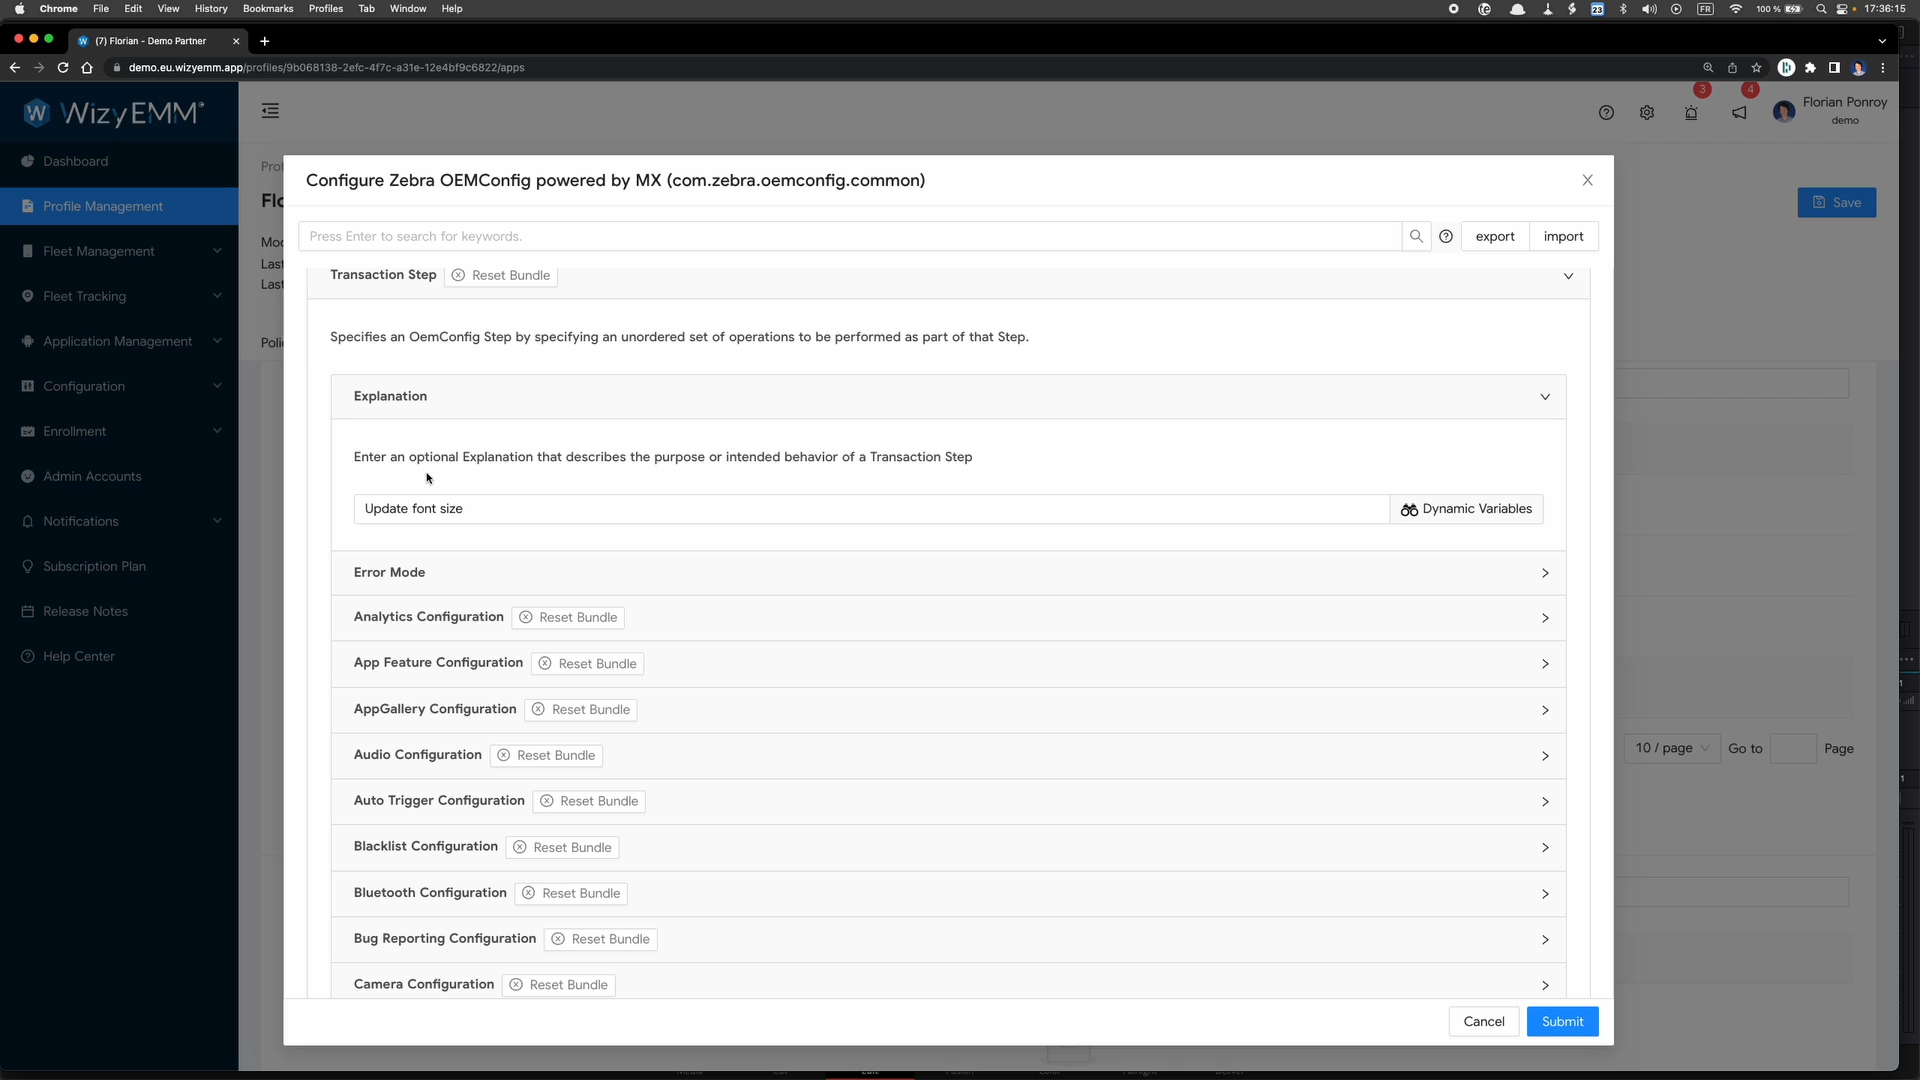 Chrome File Edit View History Bookmarks Profiles Tab Window Help
23 FR 100 % 17:36:15
(7) Florian - Demo Partner
demo.eu.wizyemm.app/profiles/9b068138-2efc-4f7c-a31e-12e4bf9c6822/apps
WizyEMM
3 4
Florian Ponroy
demo
Dashboard
Profile Management
Fleet Management
Fleet Tracking
Application Management
Configuration
Enrollment
Admin Accounts
Notifications
Subscription Plan
Release Notes
Help Center
Save
Configure Zebra OEMConfig powered by MX (com.zebra.oemconfig.common)
Press Enter to search for keywords.
export import
Transaction Step Reset Bundle
Specifies an OemConfig Step by specifying an unordered set of operations to be performed as part of that Step.
Explanation
Enter an optional Explanation that describes the purpose or intended behavior of a Transaction Step
Update font size Dynamic Variables
Error Mode
Analytics Configuration Reset Bundle
App Feature Configuration Reset Bundle
AppGallery Configuration Reset Bundle
Audio Configuration Reset Bundle
Auto Trigger Configuration Reset Bundle
Blacklist Configuration Reset Bundle
Bluetooth Configuration Reset Bundle
Bug Reporting Configuration Reset Bundle
Camera Configuration Reset Bundle
10 / page Go to Page
Cancel Submit